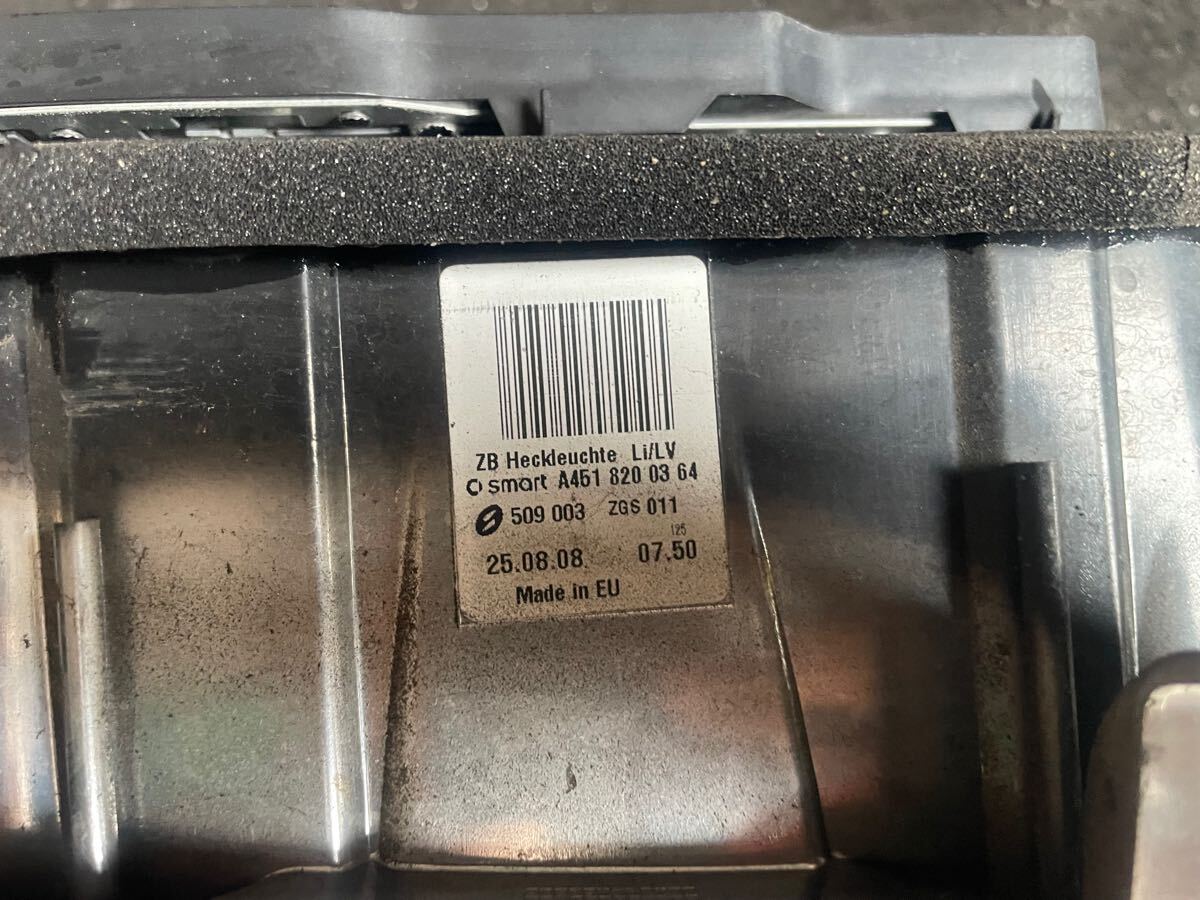 ZB Heckleuchte Li/LV
smart A451 820 03 64
509 003 ZGS 011
125
25.08.08. 07.50
Made in EU